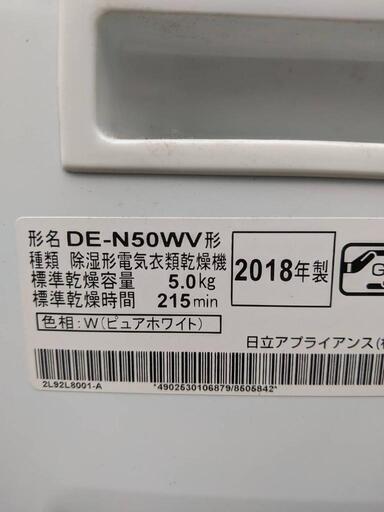 形名 DE-N50WV形
種類 除湿形電気衣類乾燥機
標準乾燥容量 5.0kg
標準乾燥時間 215min
2018年製
G
色相:W(ピュアホワイト)
日立アプライアンス(
2L92L8001-A
*4902530106879/8505842*